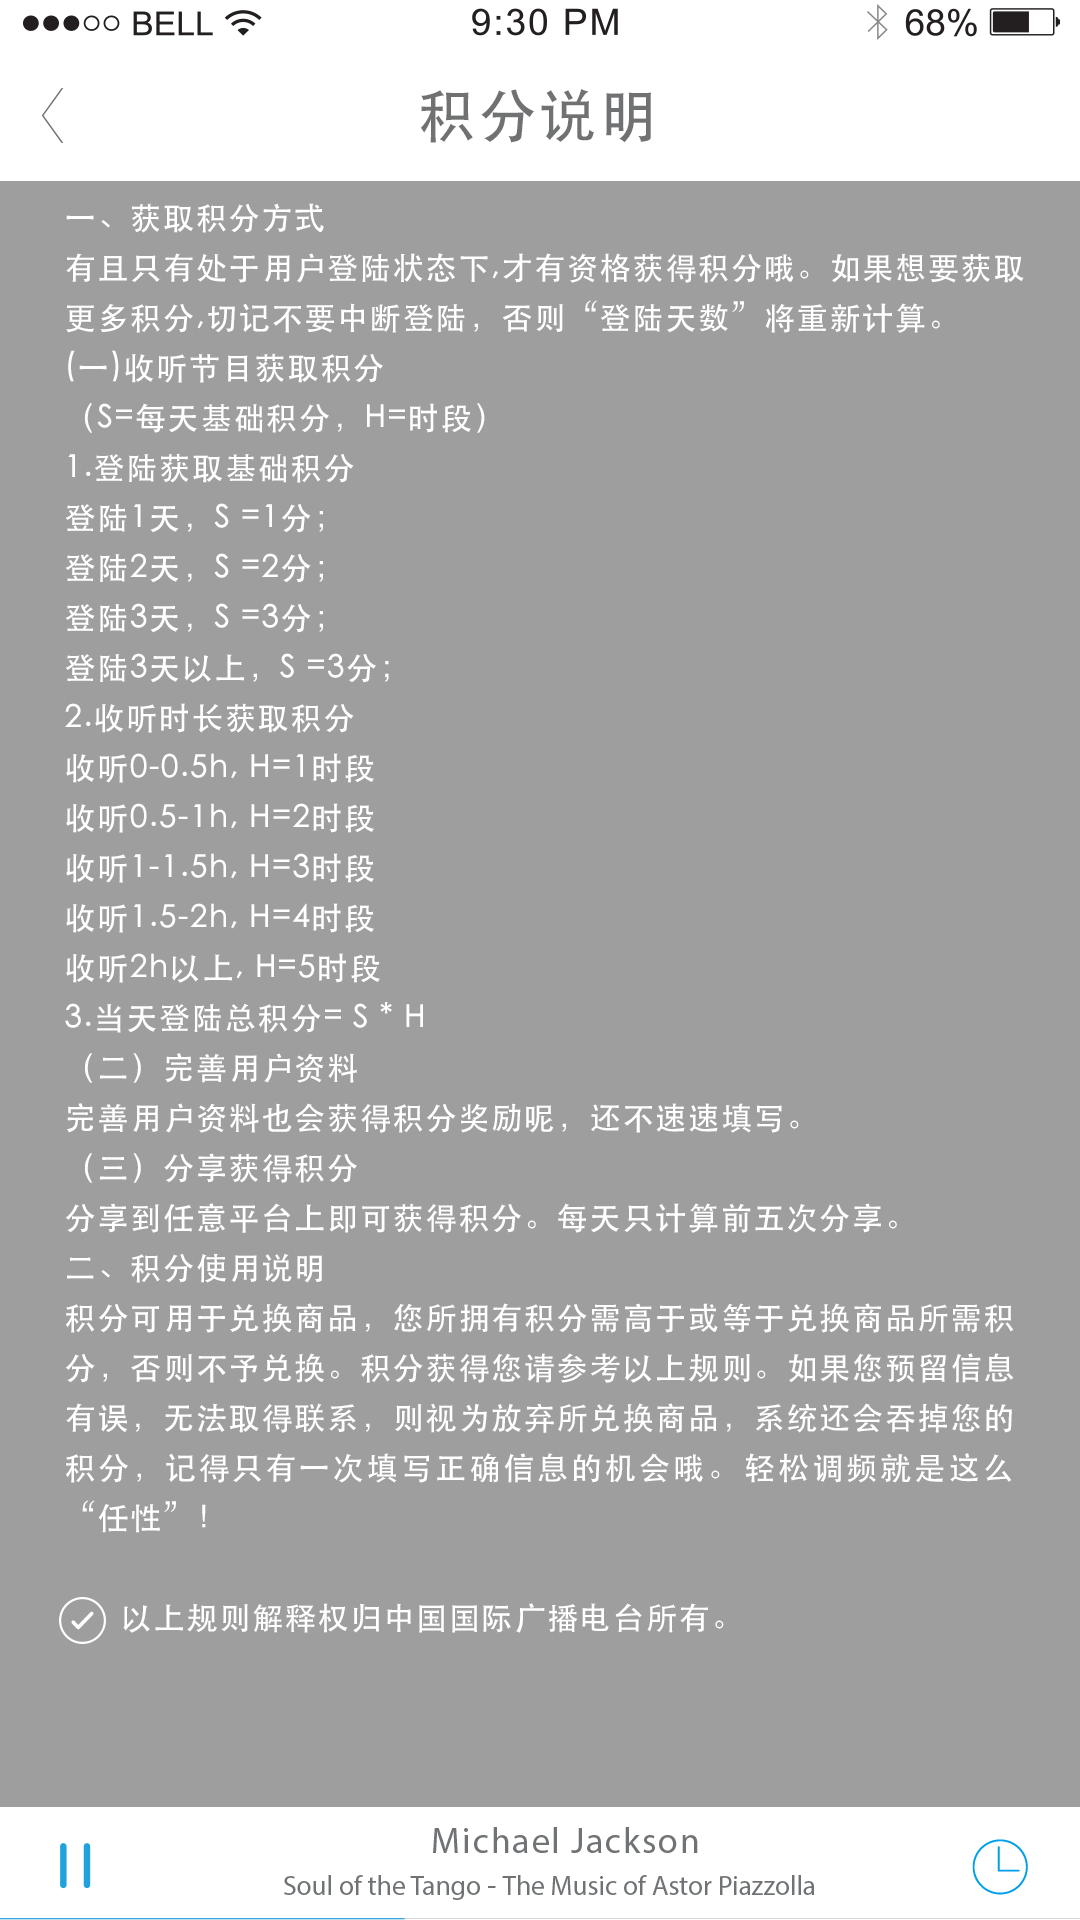 BELL 9:30 PM 68%
积分说明
一、获取积分方式
有且只有处于用户登陆状态下,才有资格获得积分哦。如果想要获取
更多积分,切记不要中断登陆，否则“登陆天数”将重新计算。
(一)收听节目获取积分
（S=每天基础积分，H=时段）
1.登陆获取基础积分
登陆1天，S =1分；
登陆2天，S =2分；
登陆3天，S =3分；
登陆3天以上，S =3分；
2.收听时长获取积分
收听0-0.5h, H=1时段
收听0.5-1h, H=2时段
收听1-1.5h, H=3时段
收听1.5-2h, H=4时段
收听2h以上, H=5时段
3.当天登陆总积分= S * H
（二）完善用户资料
完善用户资料也会获得积分奖励呢，还不速速填写。
（三）分享获得积分
分享到任意平台上即可获得积分。每天只计算前五次分享。
二、积分使用说明
积分可用于兑换商品，您所拥有积分需高于或等于兑换商品所需积
分，否则不予兑换。积分获得您请参考以上规则。如果您预留信息
有误，无法取得联系，则视为放弃所兑换商品，系统还会吞掉您的
积分，记得只有一次填写正确信息的机会哦。轻松调频就是这么
“任性”！
以上规则解释权归中国国际广播电台所有。
Michael Jackson
Soul of the Tango - The Music of Astor Piazzolla